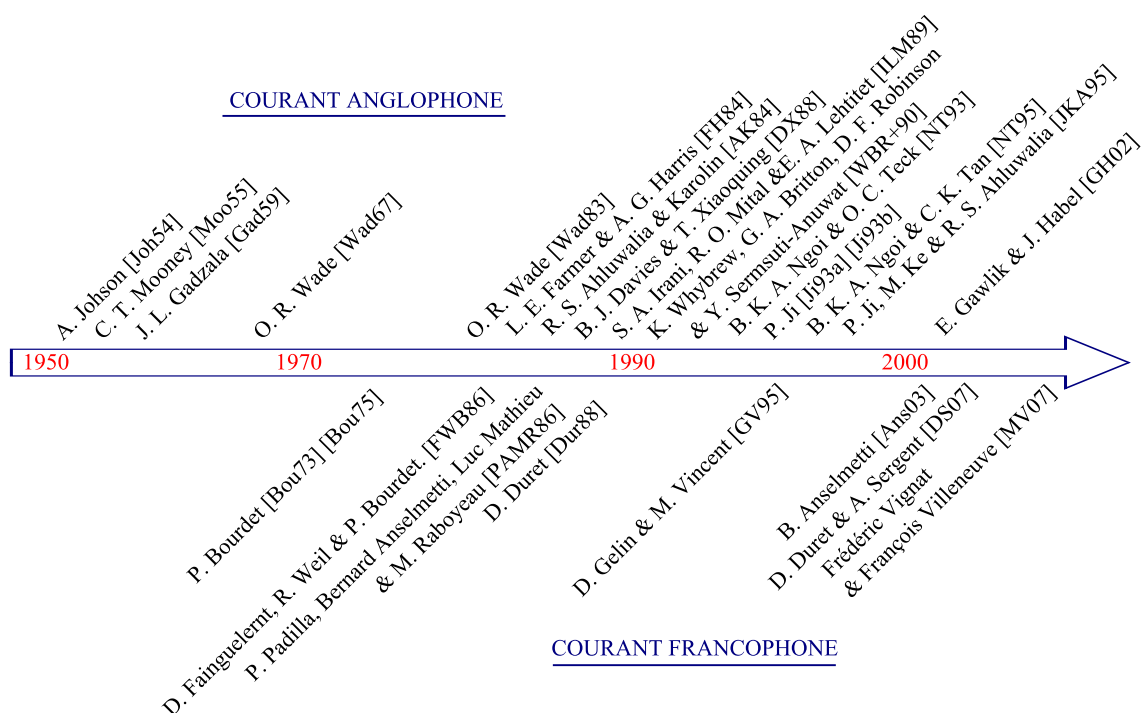 COURANT ANGLOPHONE
A. Johson [Joh54]
C. T. Mooney [Moo55]
J. L. Gadzala [Gad59]
O. R. Wade [Wad67]
O. R. Wade [Wad83]
L. E. Farmer & A. G. Harris [FH84]
R. S. Ahluwalia & Karolin [AK84]
B. J. Davies & T. Xiaoquing [DX88]
S. A. Irani, R. O. Mital &E. A. Lehtitet [ILM89]
K. Whybrew, G. A. Britton, D. F. Robinson
& Y. Sermsuti-Anuwat [WBR+90]
B. K. A. Ngoi & O. C. Teck [NT93]
P. Ji [Ji93a] [Ji93b]
B. K. A. Ngoi & C. K. Tan [NT95]
P. Ji, M. Ke & R. S. Ahluwalia [JKA95]
E. Gawlik & J. Habel [GH02]
1950 1970 1990 2000
P. Bourdet [Bou73] [Bou75]
D. Fainguelernt, R. Weil & P. Bourdet. [FWB86]
P. Padilla, Bernard Anselmetti, Luc Mathieu
& M. Raboyeau [PAMR86]
D. Duret [Dur88]
D. Gelin & M. Vincent [GV95]
B. Anselmetti [Ans03]
D. Duret & A. Sergent [DS07]
Frédéric Vignat
& François Villeneuve [MV07]
COURANT FRANCOPHONE